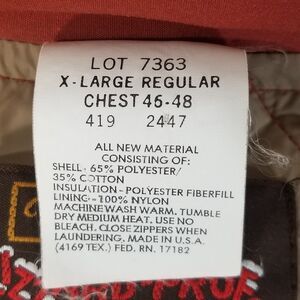 LOT 7363
X-LARGE REGULAR
CHEST 46-48
419 2447
ALL NEW MATERIAL
CONSISTING OF:
SHELL - 65% POLYESTER/
35% COTTON
INSULATION - POLYESTER FIBERFILL
LINING - 100% NYLON
MACHINE WASH WARM. TUMBLE
DRY MEDIUM HEAT. USE NO
BLEACH. CLOSE ZIPPERS WHEN
LAUNDERING. MADE IN U.S.A.
(4169 TEX.) FED. RN. 17182